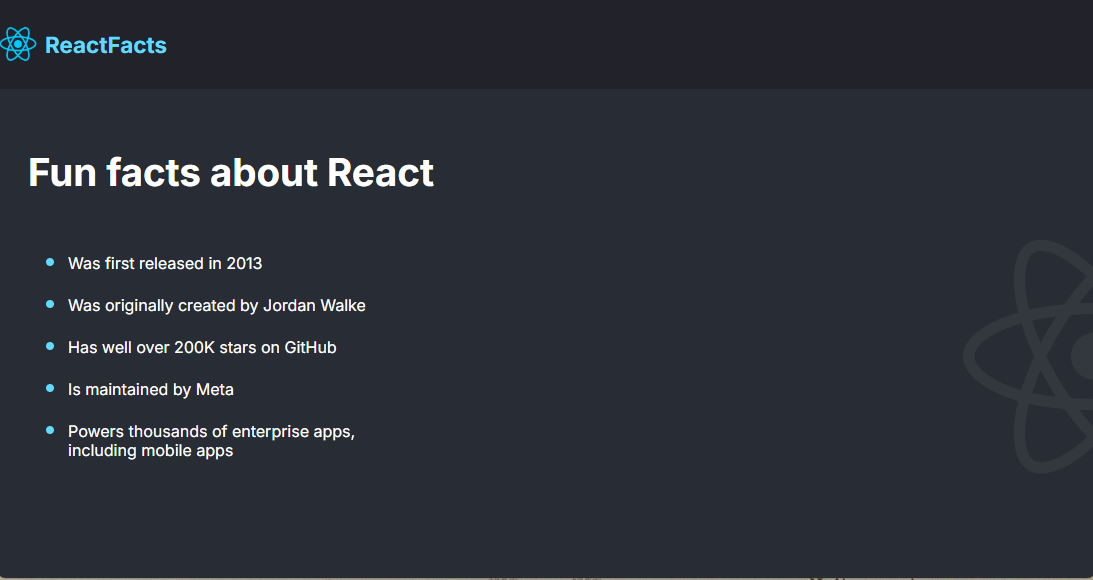 ReactFacts
Fun facts about React
Was first released in 2013
Was originally created by Jordan Walke
Has well over 200K stars on GitHub
Is maintained by Meta
Powers thousands of enterprise apps,
including mobile apps